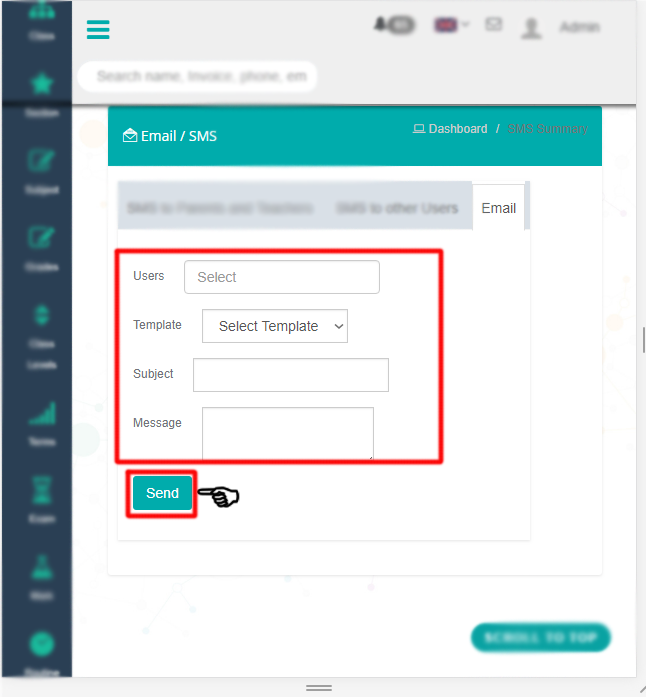 Class
Admin
Search name, Invoice, phone, em
Section
Email / SMS
Dashboard / SMS Summary
Subject
SMS to Parents and Teachers
SMS to other Users
Email
Grades
Users
Select
Template
Select Template
Class
Levels
Subject
Message
Terms
Send
Exam
SCROLL TO TOP